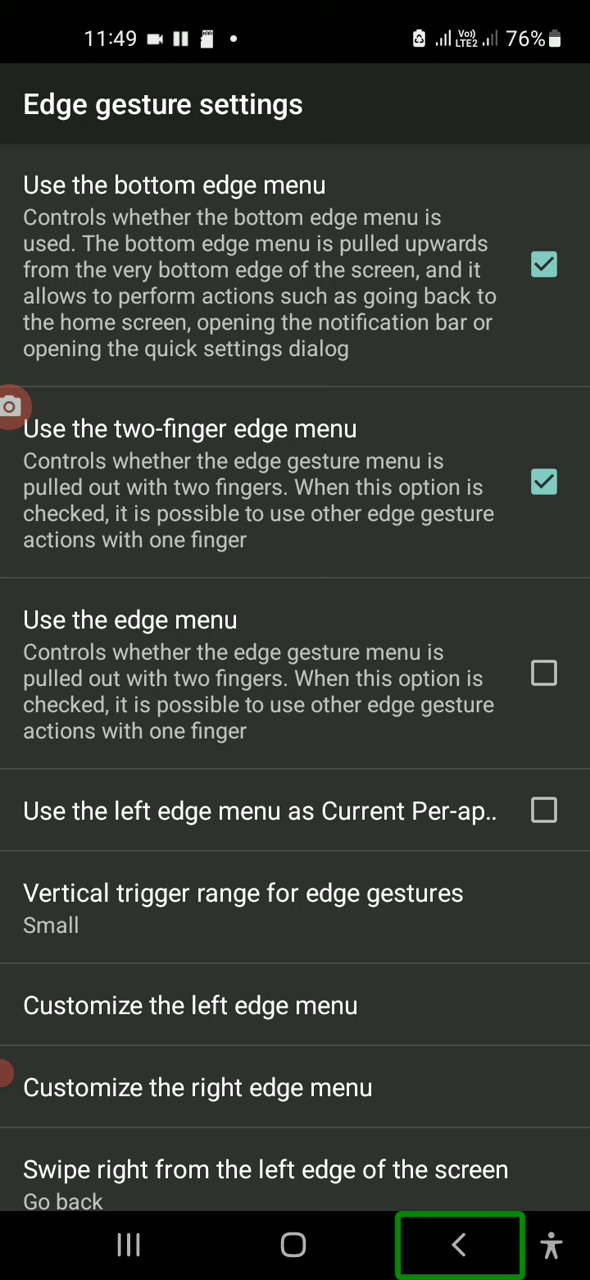 11:49
Vo)) LTE2 76%
Edge gesture settings
Use the bottom edge menu
Controls whether the bottom edge menu is
used. The bottom edge menu is pulled upwards
from the very bottom edge of the screen, and it
allows to perform actions such as going back to
the home screen, opening the notification bar or
opening the quick settings dialog
Use the two-finger edge menu
Controls whether the edge gesture menu is
pulled out with two fingers. When this option is
checked, it is possible to use other edge gesture
actions with one finger
Use the edge menu
Controls whether the edge gesture menu is
pulled out with two fingers. When this option is
checked, it is possible to use other edge gesture
actions with one finger
Use the left edge menu as Current Per-ap..
Vertical trigger range for edge gestures
Small
Customize the left edge menu
Customize the right edge menu
Swipe right from the left edge of the screen
Go back